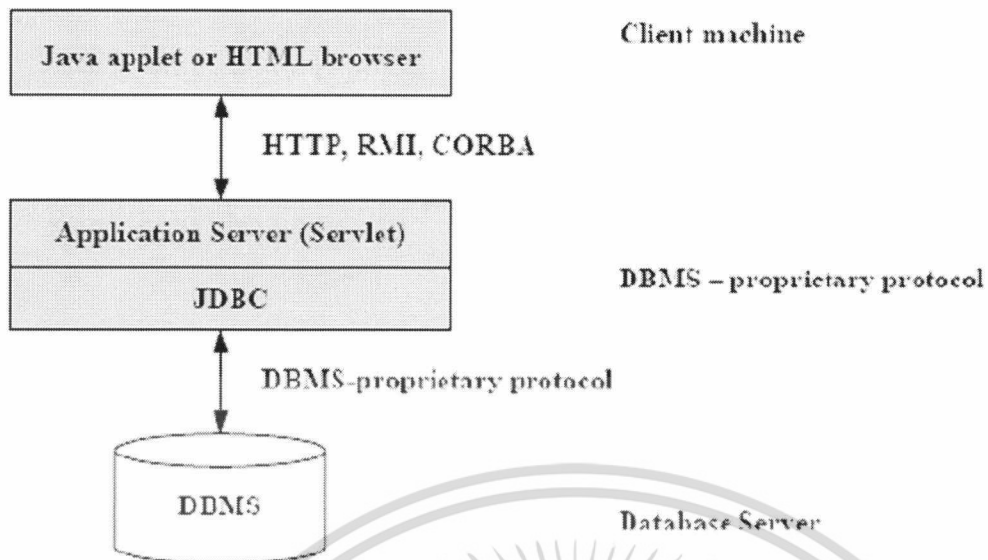 Java applet or HTML browser
Client machine
HTTP, RMI, CORBA
Application Server (Servlet)
JDBC
DBMS – proprietary protocol
DBMS-proprietary protocol
DBMS
Database Server